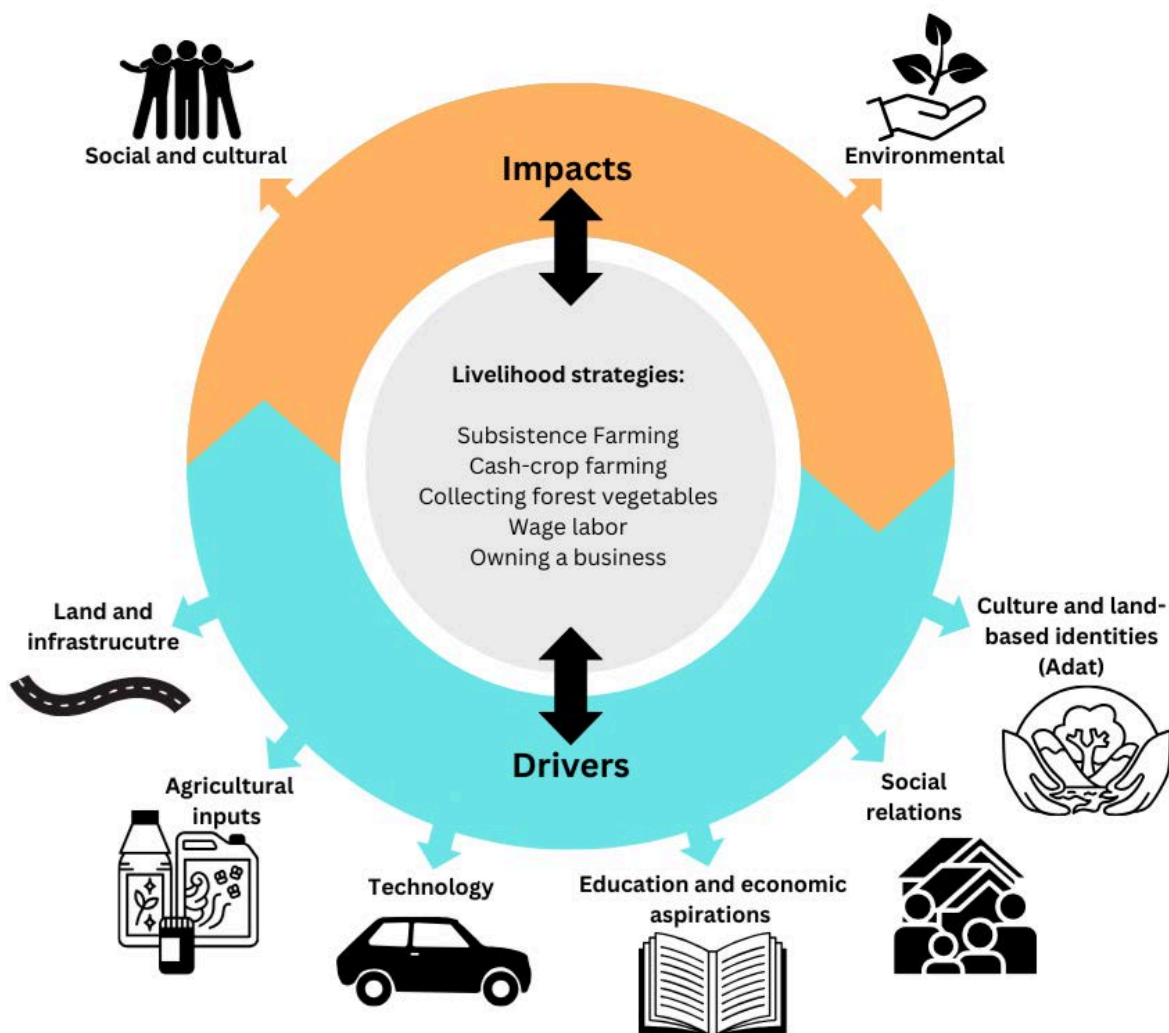 Social and cultural
Environmental
Impacts
Livelihood strategies:
Subsistence Farming
Cash-crop farming
Collecting forest vegetables
Wage labor
Owning a business
Land and
infrastrucutre
Culture and land-
based identities
(Adat)
Drivers
Agricultural
inputs
Social
relations
Technology
Education and economic
aspirations